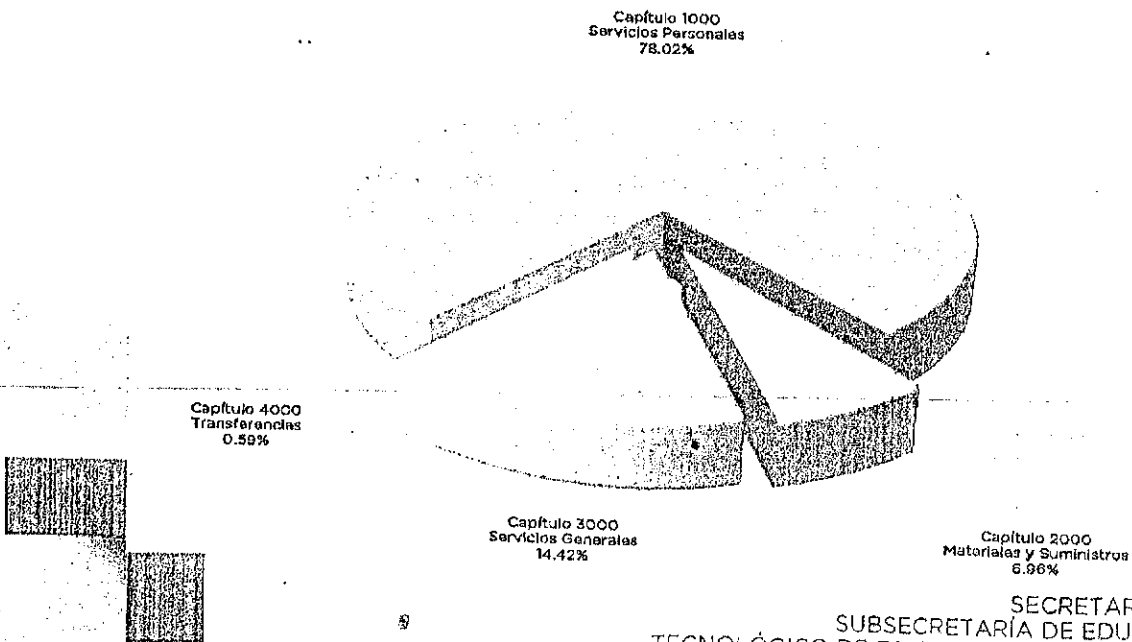 Capítulo 1000
Servicios Personales
78.02%
Capítulo 4000
Transferencias
0.59%
Capítulo 3000
Servicios Generales
14.42%
Capítulo 2000
Materiales y Suministros
6.96%
SECRETAR
SUBSECRETARÍA DE EDU